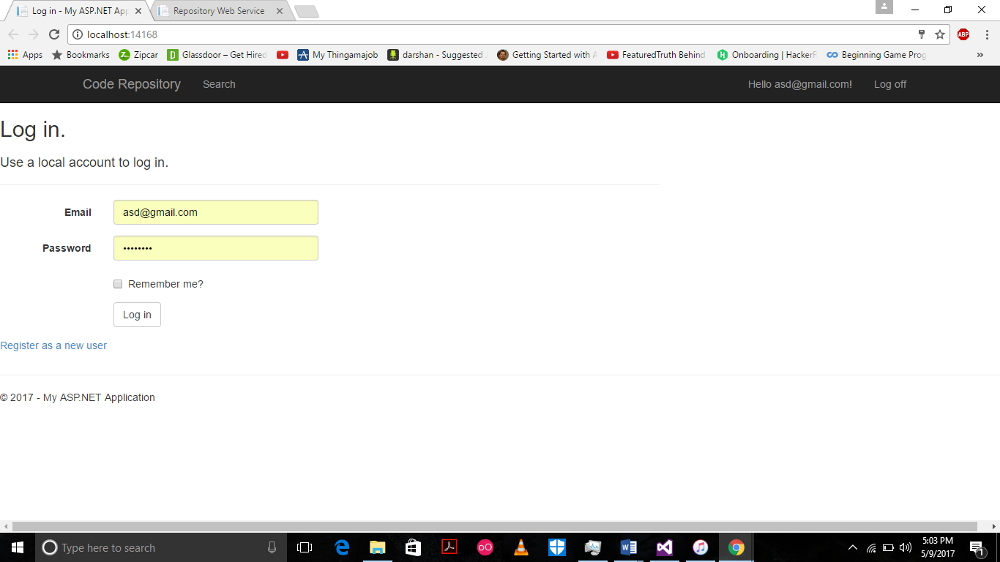 Log in - My ASP.NET App
Repository Web Service
localhost:14168
ABP
Apps
Bookmarks
Zipcar
Glassdoor – Get Hired
My Thingamajob
darshan - Suggested
Getting Started with A
FeaturedTruth Behind
Onboarding | HackerR
Beginning Game Prog
»
Code Repository
Search
Hello asd@gmail.com!
Log off
Log in.
Use a local account to log in.
Email
asd@gmail.com
Password
••••••••
Remember me?
Log in
Register as a new user
© 2017 - My ASP.NET Application
Type here to search
5:03 PM
5/9/2017
1